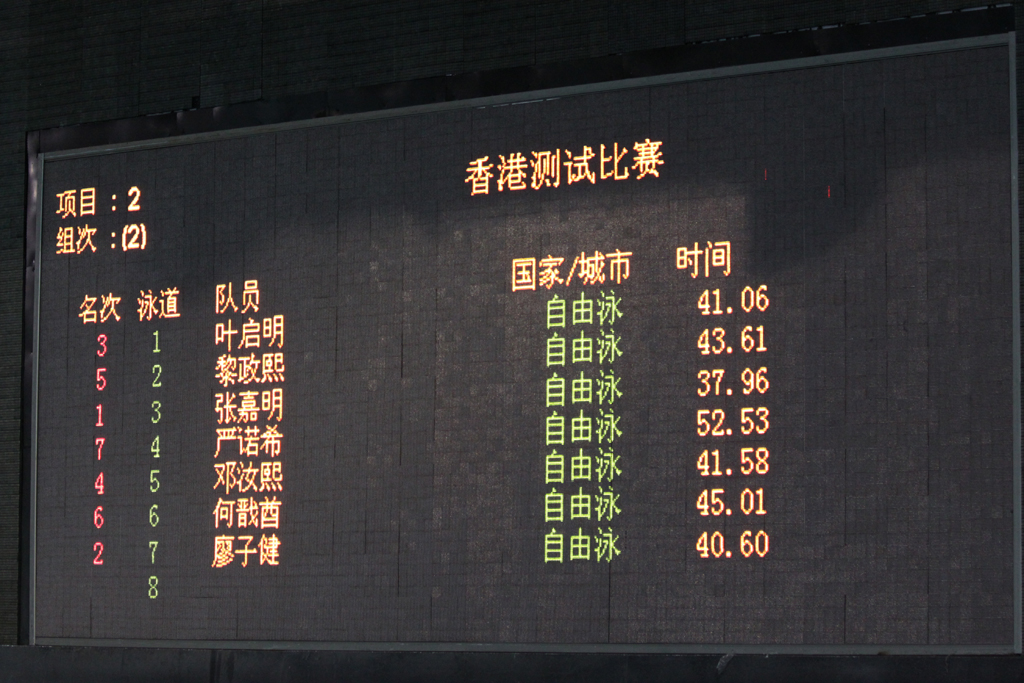 香港测试比赛
项目 : 2
组次 : (2)
名次 泳道 队员 国家/城市 时间
3 1 叶启明 自由泳 41.06
5 2 黎政熙 自由泳 43.61
1 3 张嘉明 自由泳 37.96
7 4 严诺希 自由泳 52.53
4 5 邓汝熙 自由泳 41.58
6 6 何戬酋 自由泳 45.01
2 7 廖子健 自由泳 40.60
8